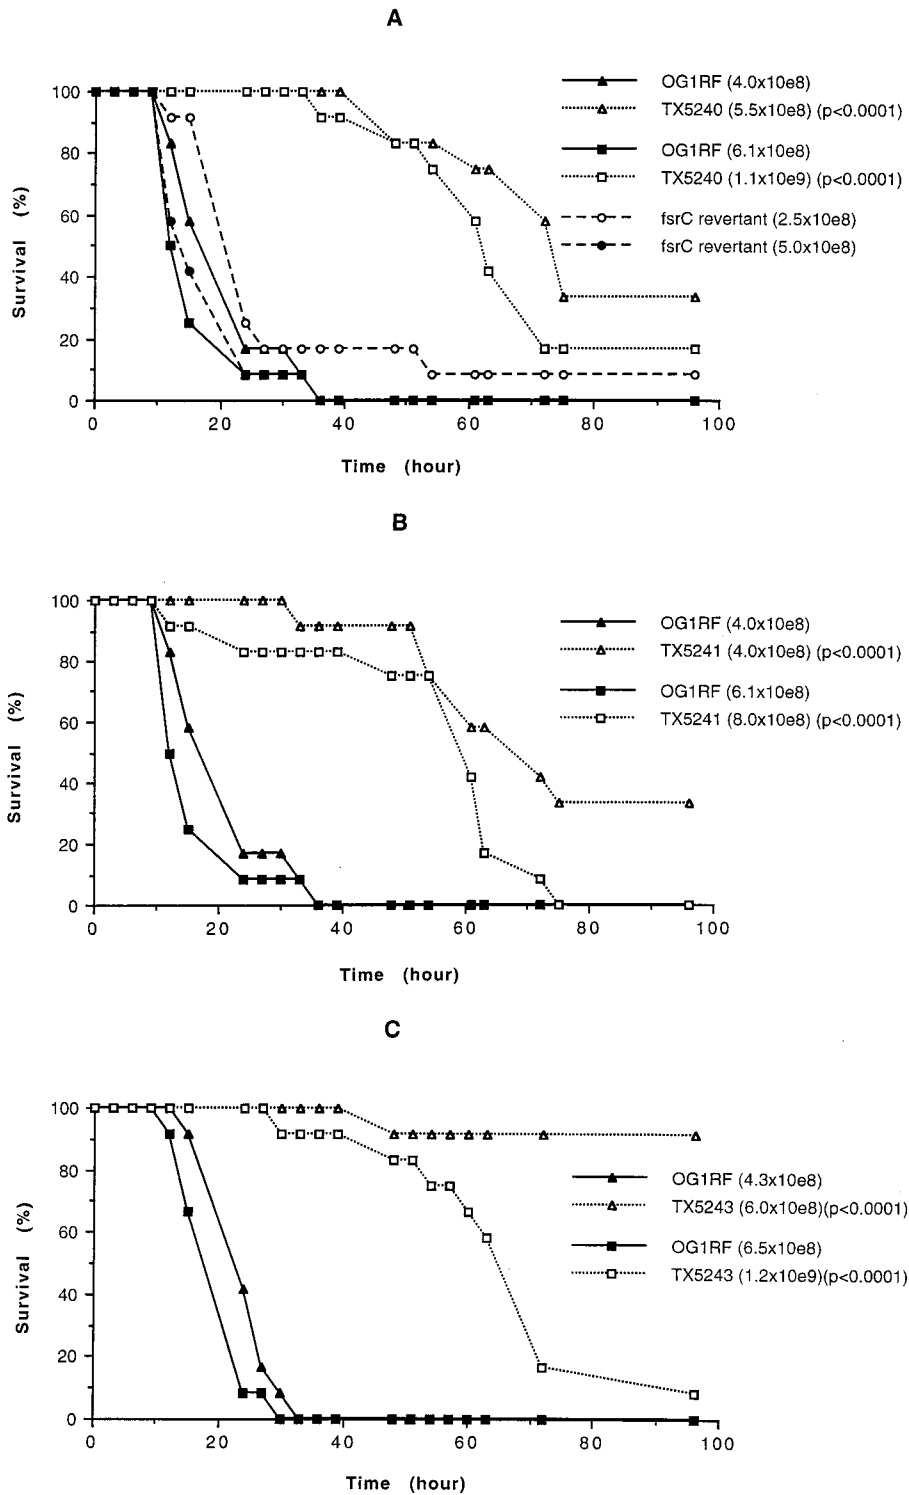 A
100
80
60
40
20
0
Survival (%)
0 20 40 60 80 100
Time (hour)
OG1RF (4.0x10e8)
TX5240 (5.5x10e8) (p<0.0001)
OG1RF (6.1x10e8)
TX5240 (1.1x10e9) (p<0.0001)
fsrC revertant (2.5x10e8)
fsrC revertant (5.0x10e8)
B
100
80
60
40
20
0
Survival (%)
0 20 40 60 80 100
Time (hour)
OG1RF (4.0x10e8)
TX5241 (4.0x10e8) (p<0.0001)
OG1RF (6.1x10e8)
TX5241 (8.0x10e8) (p<0.0001)
C
100
80
60
40
20
0
Survival (%)
0 20 40 60 80 100
Time (hour)
OG1RF (4.3x10e8)
TX5243 (6.0x10e8)(p<0.0001)
OG1RF (6.5x10e8)
TX5243 (1.2x10e9)(p<0.0001)